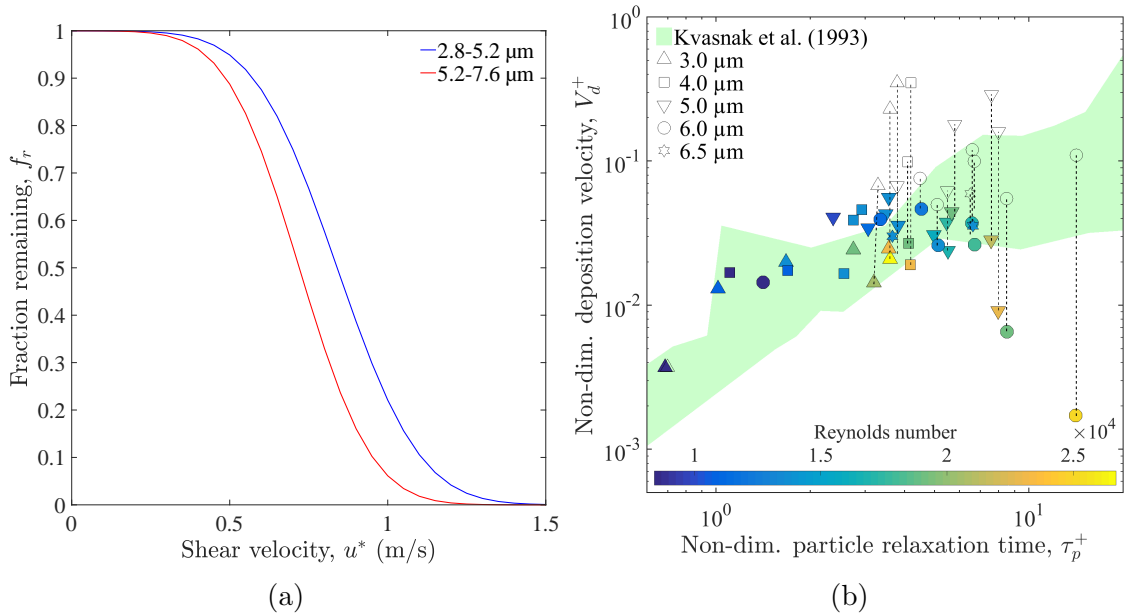 (a)
Fraction remaining, f_r
1
0.9
0.8
0.7
0.6
0.5
0.4
0.3
0.2
0.1
0
2.8-5.2 µm
5.2-7.6 µm
0 0.5 1 1.5
Shear velocity, u* (m/s)
Non-dim. deposition velocity, V_d^+
10^0
10^-1
10^-2
10^-3
Kvasnak et al. (1993)
3.0 µm
4.0 µm
5.0 µm
6.0 µm
6.5 µm
Reynolds number
×10^4
1 1.5 2 2.5
10^0 10^1
Non-dim. particle relaxation time, τ_p^+
(b)